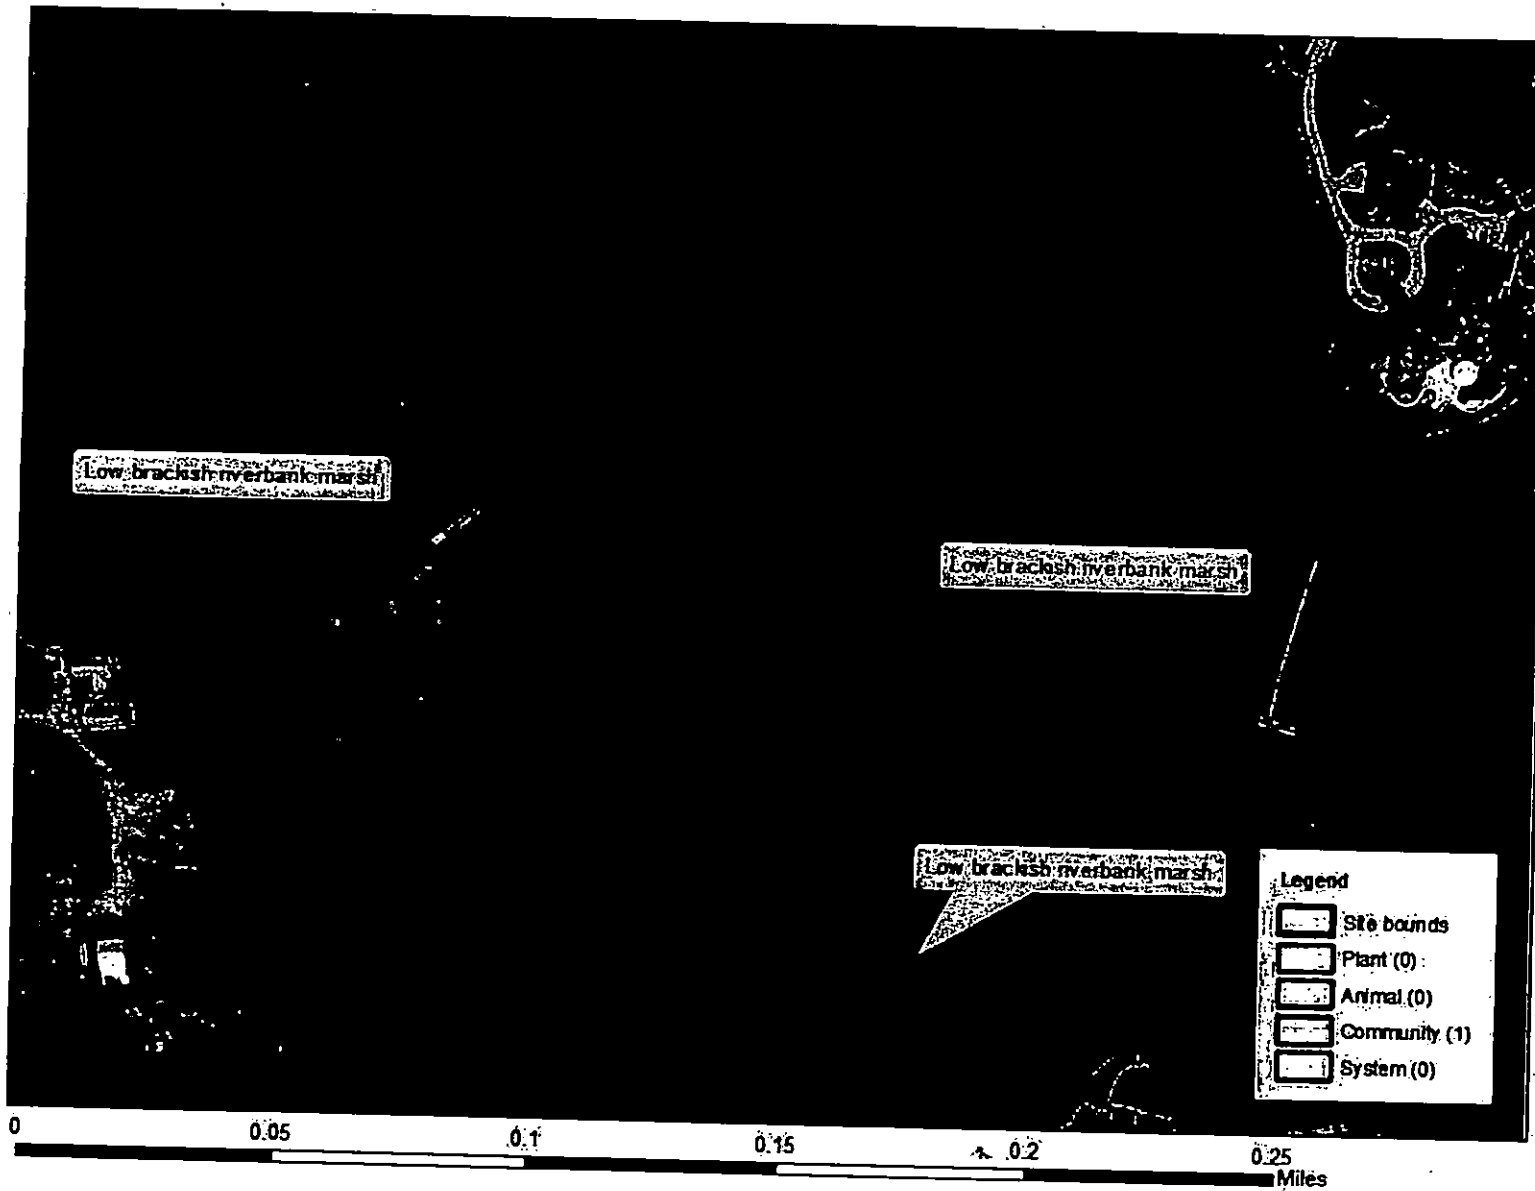 Low brackish riverbank marsh
Low brackish riverbank marsh
Low brackish riverbank marsh
Legend
Site bounds
Plant (0)
Animal (0)
Community (1)
System (0)
0 0.05 0.1 0.15 0.2 0.25
Miles